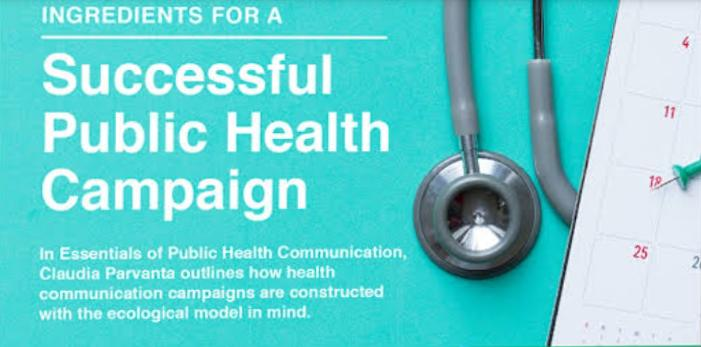 INGREDIENTS FOR A
Successful
Public Health
Campaign
In Essentials of Public Health Communication,
Claudia Parvanta outlines how health
communication campaigns are constructed
with the ecological model in mind.
4
11
18
25